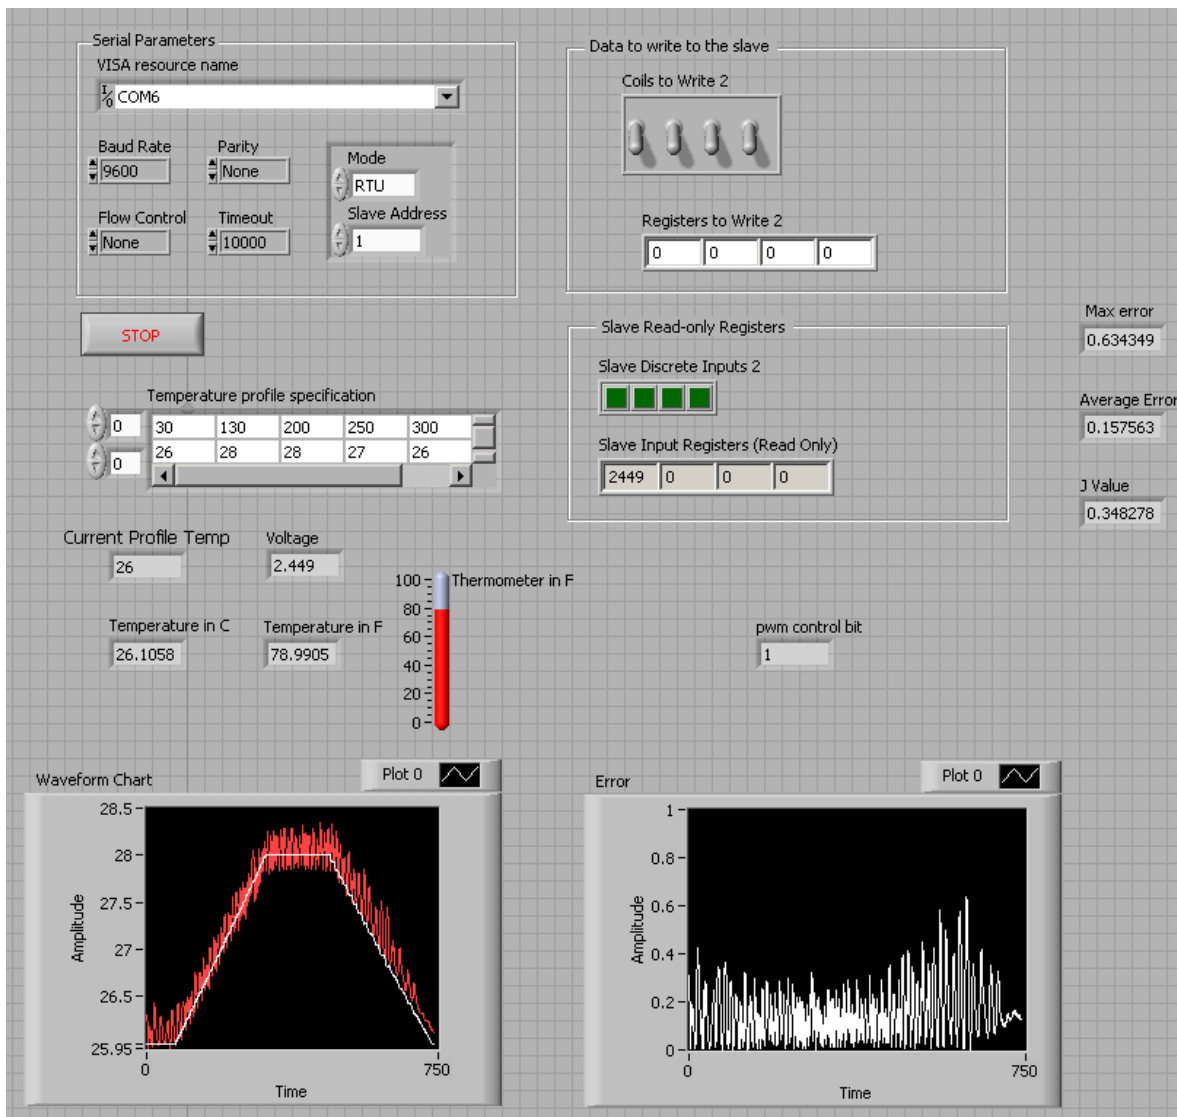 Serial Parameters
VISA resource name
I/O COM6
Baud Rate Parity
9600 None
Mode
RTU
Flow Control Timeout
None 10000
Slave Address
1
Data to write to the slave
Coils to Write 2
Registers to Write 2
0 0 0 0
STOP
Slave Read-only Registers
Slave Discrete Inputs 2
Slave Input Registers (Read Only)
2449 0 0 0
Max error
0.634349
Average Error
0.157563
J Value
0.348278
Temperature profile specification
0
0
30 130 200 250 300
26 28 28 27 26
Current Profile Temp Voltage
26 2.449
Temperature in C Temperature in F
26.1058 78.9905
Thermometer in F
100
80
60
40
20
0
pwm control bit
1
Waveform Chart
Plot 0
28.5
28
27.5
27
26.5
25.95
Amplitude
0 750
Time
Error
Plot 0
1
0.8
0.6
0.4
0.2
0
Amplitude
0 750
Time